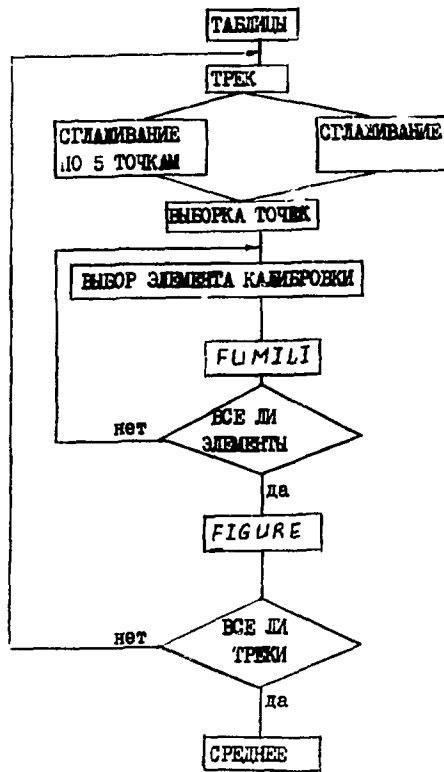 ТАБЛИЦЫ
ТРЕК
СГЛАЖИВАНИЕ
ПО 5 ТОЧКАМ
СГЛАЖИВАНИЕ
ВЫБОРКА ТОЧЕК
ВЫБОР ЭЛЕМЕНТА КАЛИБРОВКИ
FUMILI
нет
ВСЕ ЛИ
ЭЛЕМЕНТЫ
да
FIGURE
нет
ВСЕ ЛИ
ТРЕКИ
да
СРЕДНЕЕ